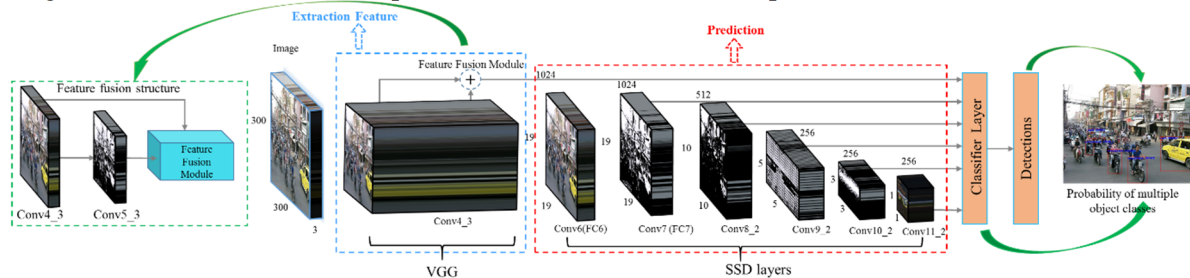 Extraction Feature
Prediction
Image
Feature Fusion Module
Feature fusion structure
Feature
Fusion
Module
Conv4_3
Conv5_3
300
300
3
Conv4_3
VGG
1024
19
19
Conv6(FC6)
1024
19
19
Conv7 (FC7)
512
10
10
Conv8_2
256
5
5
Conv9_2
256
3
3
Conv10_2
256
1
1
Conv11_2
SSD layers
Classifier Layer
Detections
Probability of multiple
object classes